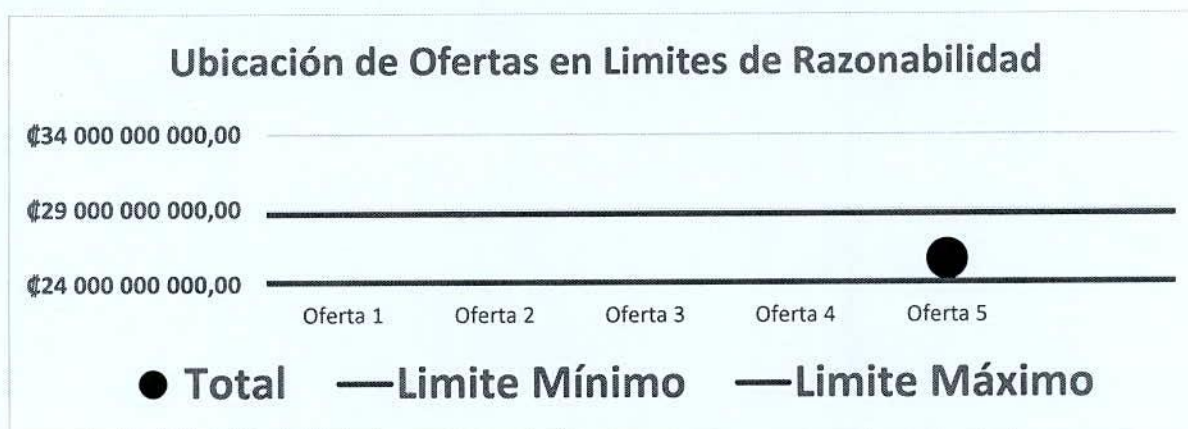 Ubicación de Ofertas en Limites de Razonabilidad
₡34 000 000 000,00
₡29 000 000 000,00
₡24 000 000 000,00
Oferta 1 Oferta 2 Oferta 3 Oferta 4 Oferta 5
Total Limite Mínimo Limite Máximo